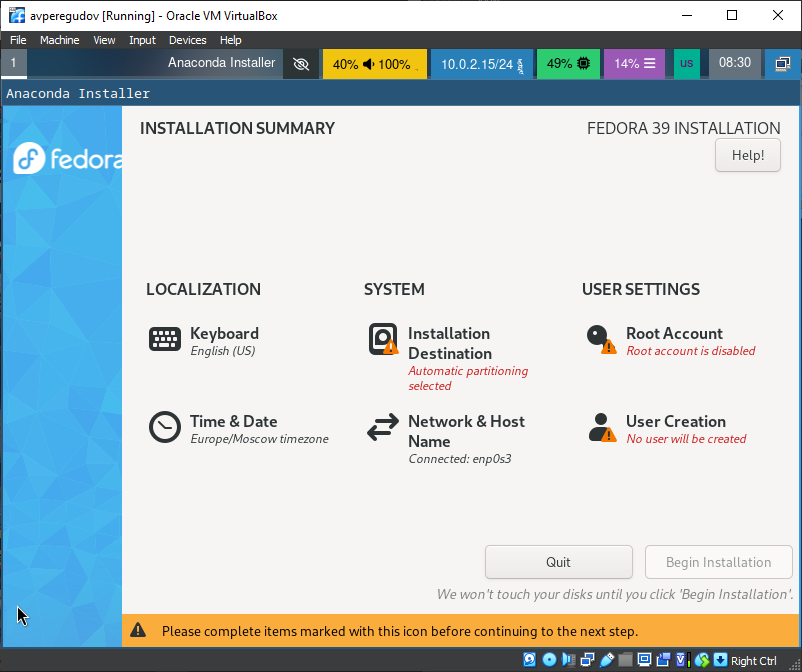 avperegudov [Running] - Oracle VM VirtualBox
File Machine View Input Devices Help
1 Anaconda Installer 40% 100% 10.0.2.15/24 49% 14% us 08:30
Anaconda Installer
fedora
INSTALLATION SUMMARY
FEDORA 39 INSTALLATION
Help!
LOCALIZATION
Keyboard
English (US)
Time & Date
Europe/Moscow timezone
SYSTEM
Installation
Destination
Automatic partitioning
selected
Network & Host
Name
Connected: enp0s3
USER SETTINGS
Root Account
Root account is disabled
User Creation
No user will be created
Quit
Begin Installation
We won't touch your disks until you click 'Begin Installation'.
Please complete items marked with this icon before continuing to the next step.
Right Ctrl